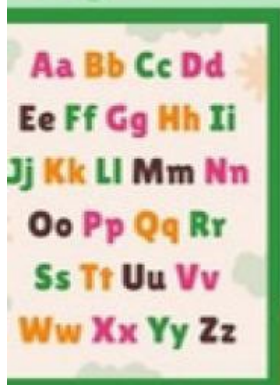 Aa Bb Cc Dd
Ee Ff Gg Hh Ii
Jj Kk Ll Mm Nn
Oo Pp Qq Rr
Ss Tt Uu Vv
Ww Xx Yy Zz